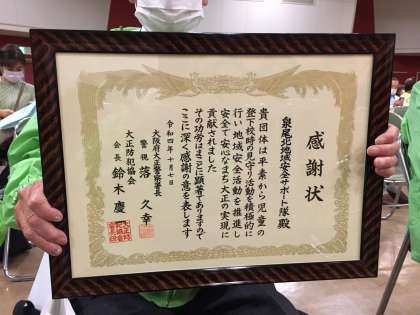 感謝状
泉尾北地域安全サポート隊 殿
貴団体は平素から児童の
登下校時の見守り活動を積極的に
行い地域安全活動を推進し
安全で安心なまち大正の実現に
貢献されました
その功労はまことに顕著でありますので
ここに深く感謝の意を表します
令和四年十月七日
大阪府大正警察署長
警視 落 久幸
大正防犯協会
会長 鈴木 慶